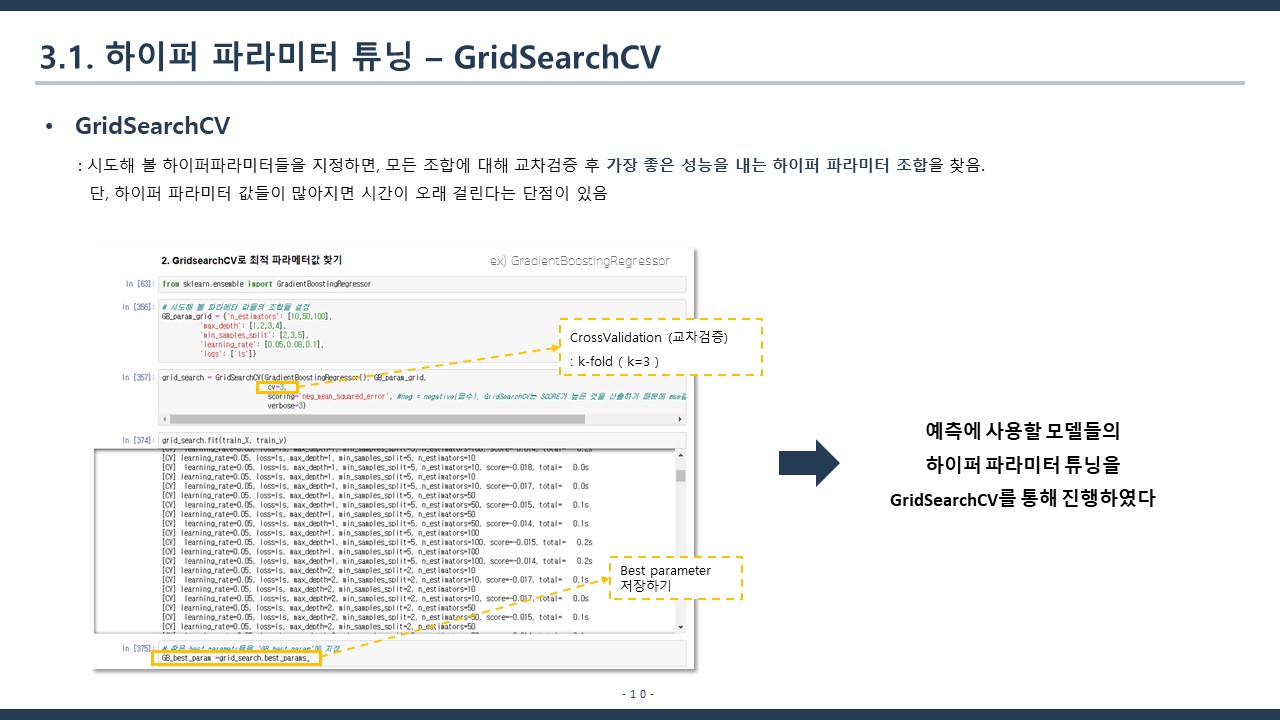 3.1. 하이퍼 파라미터 튜닝 – GridSearchCV
• GridSearchCV
: 시도해 볼 하이퍼파라미터들을 지정하면, 모든 조합에 대해 교차검증 후 가장 좋은 성능을 내는 하이퍼 파라미터 조합을 찾음.
단, 하이퍼 파라미터 값들이 많아지면 시간이 오래 걸린다는 단점이 있음
2. GridsearchCV로 최적 파라메터값 찾기
ex) GradientBoostingRegressor
In [63]: from sklearn.ensemble import GradientBoostingRegressor
In [356]: # 시도해 볼 파라메터 값들의 조합들 결정
GB_param_grid = {'n_estimators': [10,50,100],
'max_depth': [1,2,3,4],
'min_samples_split': [2,3,5],
'learning_rate': [0.05,0.08,0.1],
'loss': ['ls']}
CrossValidation (교차검증)
: k-fold ( k=3 )
In [357]: grid_search = GridSearchCV(GradientBoostingRegressor(), GB_param_grid,
cv=3,
scoring='neg_mean_squared_error', #neg = negative(음수), GridSearchCV는 SCORE가 높은 것을 산출하기 때문에 mse값
verbose=3)
In [374]: grid_search.fit(train_X, train_y)
[CV] learning_rate=0.05, loss=ls, max_depth=1, min_samples_split=5, n_estimators=100, score=-0.014, total= 0.2s
[CV] learning_rate=0.05, loss=ls, max_depth=1, min_samples_split=5, n_estimators=10
[CV] learning_rate=0.05, loss=ls, max_depth=1, min_samples_split=5, n_estimators=10, score=-0.018, total= 0.0s
[CV] learning_rate=0.05, loss=ls, max_depth=1, min_samples_split=5, n_estimators=10
[CV] learning_rate=0.05, loss=ls, max_depth=1, min_samples_split=5, n_estimators=10, score=-0.017, total= 0.0s
[CV] learning_rate=0.05, loss=ls, max_depth=1, min_samples_split=5, n_estimators=50
[CV] learning_rate=0.05, loss=ls, max_depth=1, min_samples_split=5, n_estimators=50, score=-0.015, total= 0.1s
[CV] learning_rate=0.05, loss=ls, max_depth=1, min_samples_split=5, n_estimators=50
[CV] learning_rate=0.05, loss=ls, max_depth=1, min_samples_split=5, n_estimators=50, score=-0.014, total= 0.1s
[CV] learning_rate=0.05, loss=ls, max_depth=1, min_samples_split=5, n_estimators=100
[CV] learning_rate=0.05, loss=ls, max_depth=1, min_samples_split=5, n_estimators=100, score=-0.015, total= 0.2s
[CV] learning_rate=0.05, loss=ls, max_depth=1, min_samples_split=5, n_estimators=100
[CV] learning_rate=0.05, loss=ls, max_depth=1, min_samples_split=5, n_estimators=100, score=-0.014, total= 0.2s
[CV] learning_rate=0.05, loss=ls, max_depth=2, min_samples_split=2, n_estimators=10
[CV] learning_rate=0.05, loss=ls, max_depth=2, min_samples_split=2, n_estimators=10, score=-0.017, total= 0.1s
[CV] learning_rate=0.05, loss=ls, max_depth=2, min_samples_split=2, n_estimators=10
[CV] learning_rate=0.05, loss=ls, max_depth=2, min_samples_split=2, n_estimators=10, score=-0.017, total= 0.0s
[CV] learning_rate=0.05, loss=ls, max_depth=2, min_samples_split=2, n_estimators=50
[CV] learning_rate=0.05, loss=ls, max_depth=2, min_samples_split=2, n_estimators=50, score=-0.015, total= 0.1s
[CV] learning_rate=0.05, loss=ls, max_depth=2, min_samples_split=2, n_estimators=50
Best parameter
저장하기
In [375]: # 찾은 best parameter들을 'GB_best_param'에 저장
GB_best_param =grid_search.best_params_
예측에 사용할 모델들의
하이퍼 파라미터 튜닝을
GridSearchCV를 통해 진행하였다
- 10 -